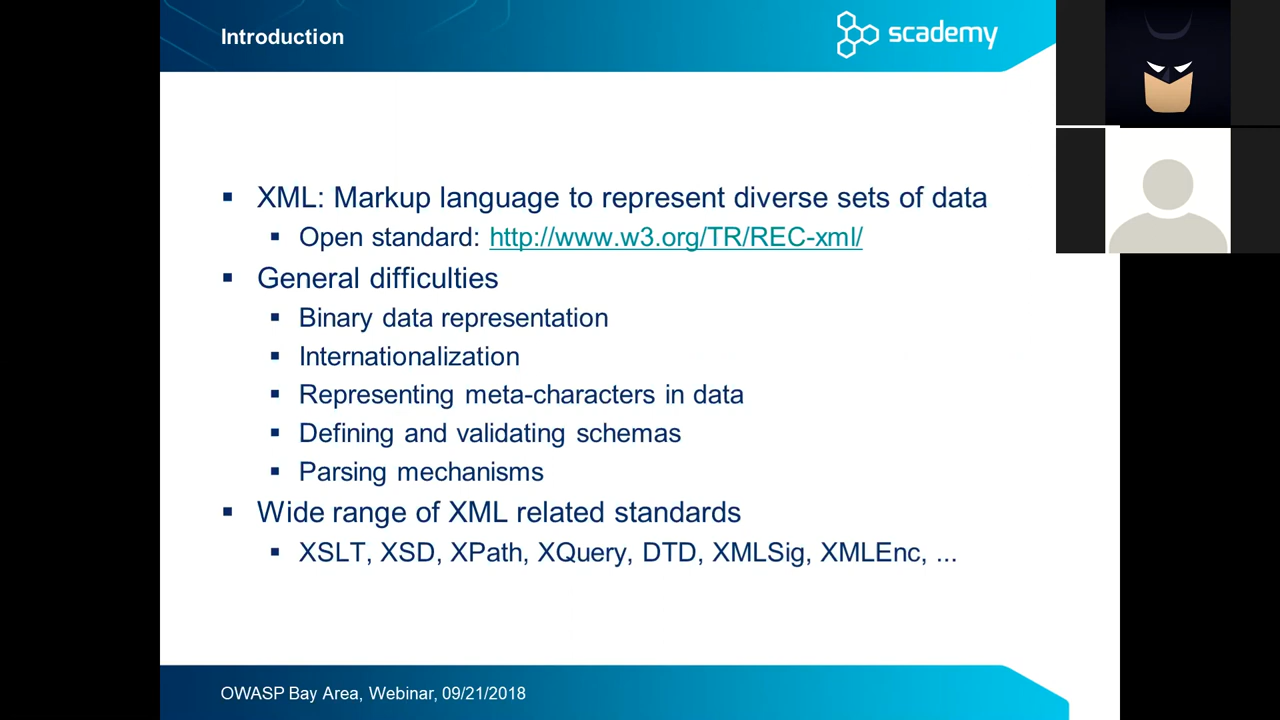 Introduction
scademy
▪ XML: Markup language to represent diverse sets of data
▪ Open standard: http://www.w3.org/TR/REC-xml/
▪ General difficulties
▪ Binary data representation
▪ Internationalization
▪ Representing meta-characters in data
▪ Defining and validating schemas
▪ Parsing mechanisms
▪ Wide range of XML related standards
▪ XSLT, XSD, XPath, XQuery, DTD, XMLSig, XMLEnc, ...
OWASP Bay Area, Webinar, 09/21/2018